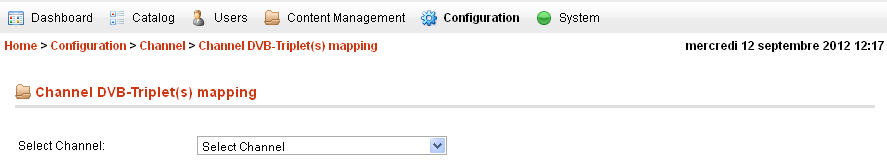 Dashboard Catalog Users Content Management Configuration System
Home > Configuration > Channel > Channel DVB-Triplet(s) mapping mercredi 12 septembre 2012 12:17
Channel DVB-Triplet(s) mapping
Select Channel: Select Channel